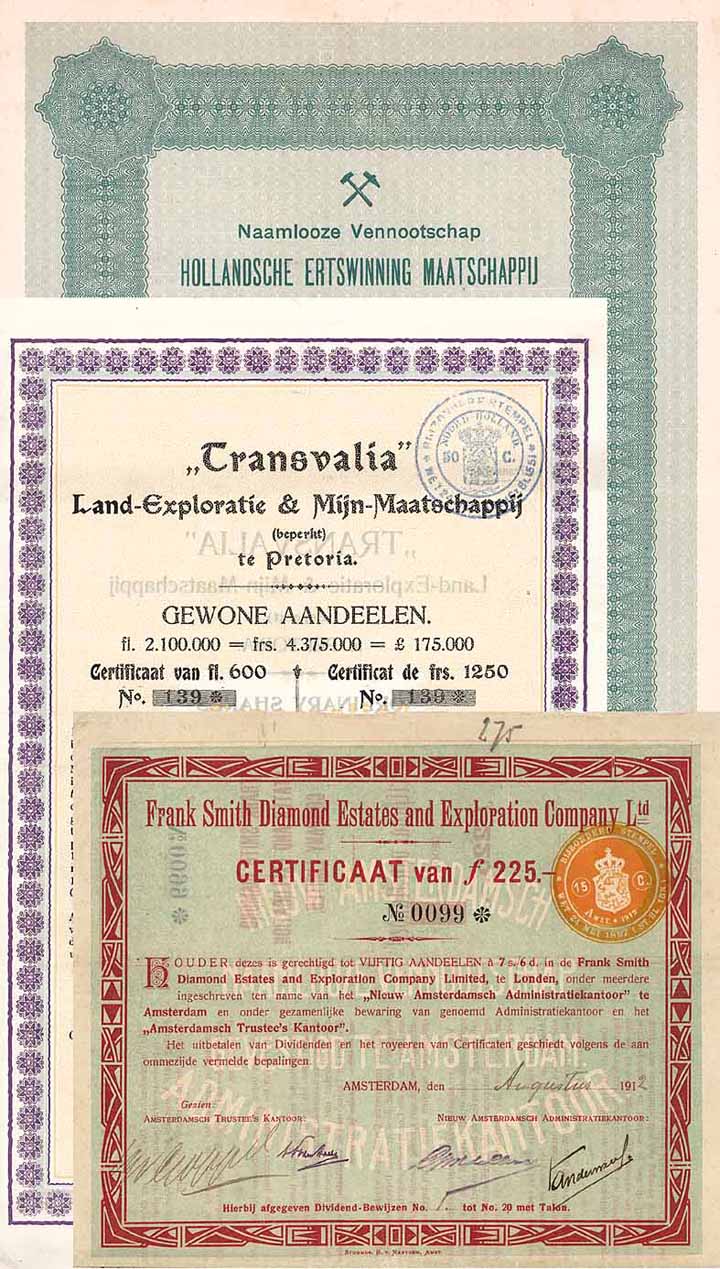 Naamlooze Vennootschap
HOLLANDSCHE ERTSWINNING MAATSCHAPPIJ
„Transvalia”
Land-Exploratie & Mijn-Maatschappij
(beperkt)
te Pretoria.
GEWONE AANDEELEN.
fl. 2.100.000 = frs. 4.375.000 = £ 175.000
Certificaat van fl. 600 Certificat de frs. 1250
No. 139 * No. 139 *
NOORD-HOLLAND
50 C.
275
Frank Smith Diamond Estates and Exploration Company Ltd
CERTIFICAAT van ƒ 225.–
№ 0099 *
BIJZONDERE STEMPEL
15 C.
AMST. 1912
HOUDER dezes is gerechtigd tot VIJFTIG AANDEELEN à 7 s. 6 d. in de Frank Smith
Diamond Estates and Exploration Company Limited, te Londen, onder meerdere
ingeschreven ten name van het „Nieuw Amsterdamsch Administratiekantoor” te
Amsterdam en onder gezamenlijke bewaring van genoemd Administratiekantoor en het
„Amsterdamsch Trustee's Kantoor”.
Het uitbetalen van Dividenden en het royeeren van Certificaten geschiedt volgens de aan
ommezijde vermelde bepalingen.
AMSTERDAM, den Augustus 1912
Gezien:
AMSTERDAMSCH TRUSTEE'S KANTOOR: NIEUW AMSTERDAMSCH ADMINISTRATIEKANTOOR:
Hierbij afgegeven Dividend-Bewijzen No. tot No. 20 met Talon.